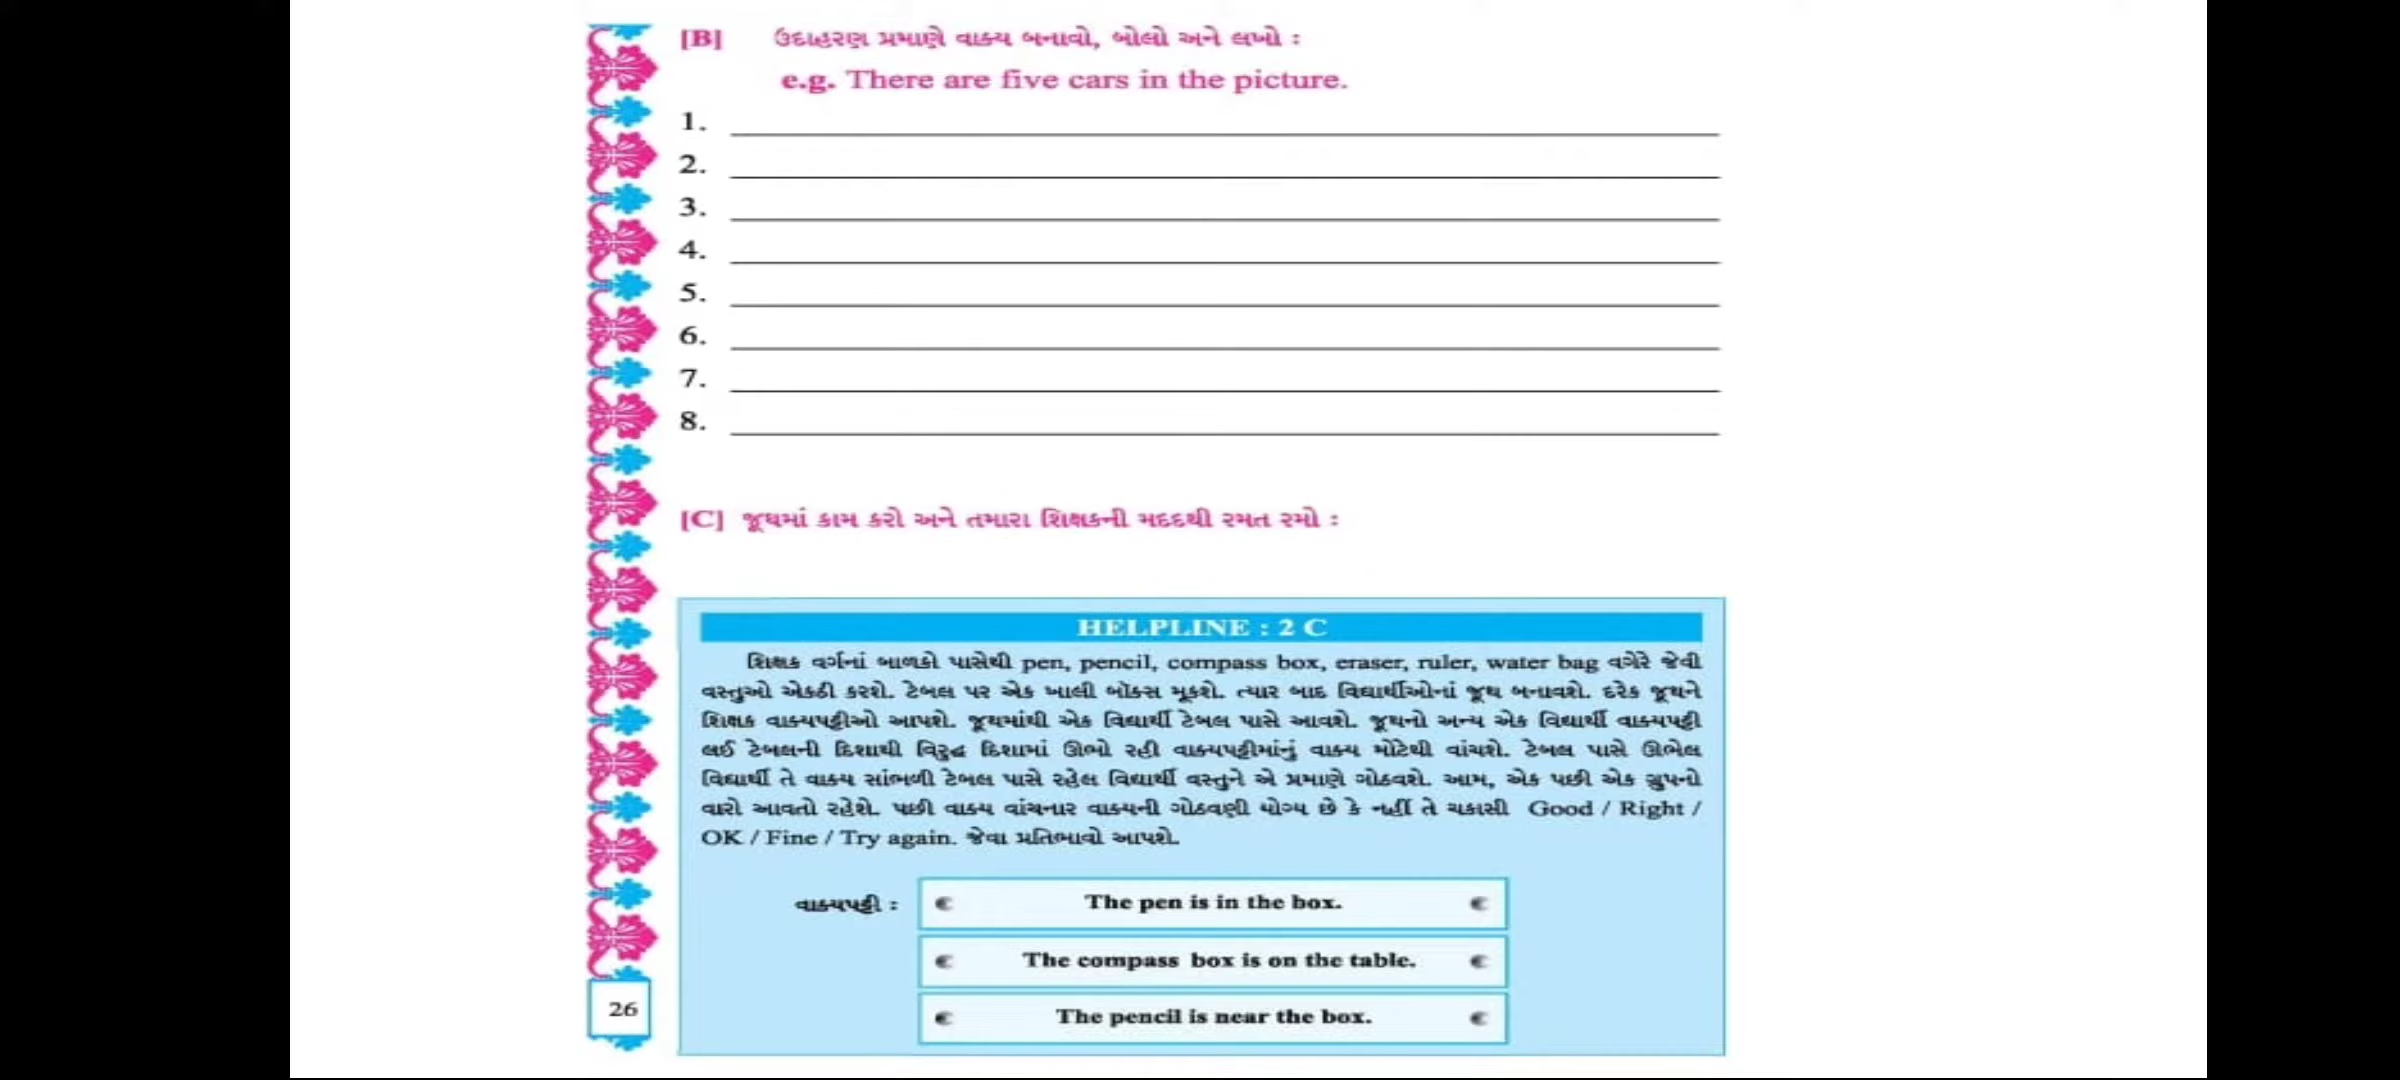 [B] ઉદાહરણ પ્રમાણે વાક્ય બનાવો, બોલો અને લખો :
e.g. There are five cars in the picture.
1.
2.
3.
4.
5.
6.
7.
8.
[C] જૂથમાં કામ કરો અને તમારા શિક્ષકની મદદથી રમત રમો :
HELPLINE : 2 C
શિક્ષક વર્ગનાં બાળકો પાસેથી pen, pencil, compass box, eraser, ruler, water bag વગેરે જેવી
વસ્તુઓ એકઠી કરશે. ટેબલ પર એક ખાલી બૉક્સ મૂકશે. ત્યાર બાદ વિદ્યાર્થીઓનાં જૂથ બનાવશે. દરેક જૂથને
શિક્ષક વાક્યપટ્ટીઓ આપશે. જૂથમાંથી એક વિદ્યાર્થી ટેબલ પાસે આવશે. જૂથનો અન્ય એક વિદ્યાર્થી વાક્યપટ્ટી
લઈ ટેબલની દિશાથી વિરુદ્ધ દિશામાં ઊભો રહી વાક્યપટ્ટીમાંનું વાક્ય મોટેથી વાંચશે. ટેબલ પાસે ઊભેલ
વિદ્યાર્થી તે વાક્ય સાંભળી ટેબલ પાસે રહેલ વિદ્યાર્થી વસ્તુને એ પ્રમાણે ગોઠવશે. આમ, એક પછી એક ગ્રુપનો
વારો આવતો રહેશે. પછી વાક્ય વાંચનાર વાક્યની ગોઠવણી યોગ્ય છે કે નહીં તે ચકાસી Good / Right /
OK / Fine / Try again. જેવા પ્રતિભાવો આપશે.
વાક્યપટ્ટી : The pen is in the box.
The compass box is on the table.
The pencil is near the box.
26